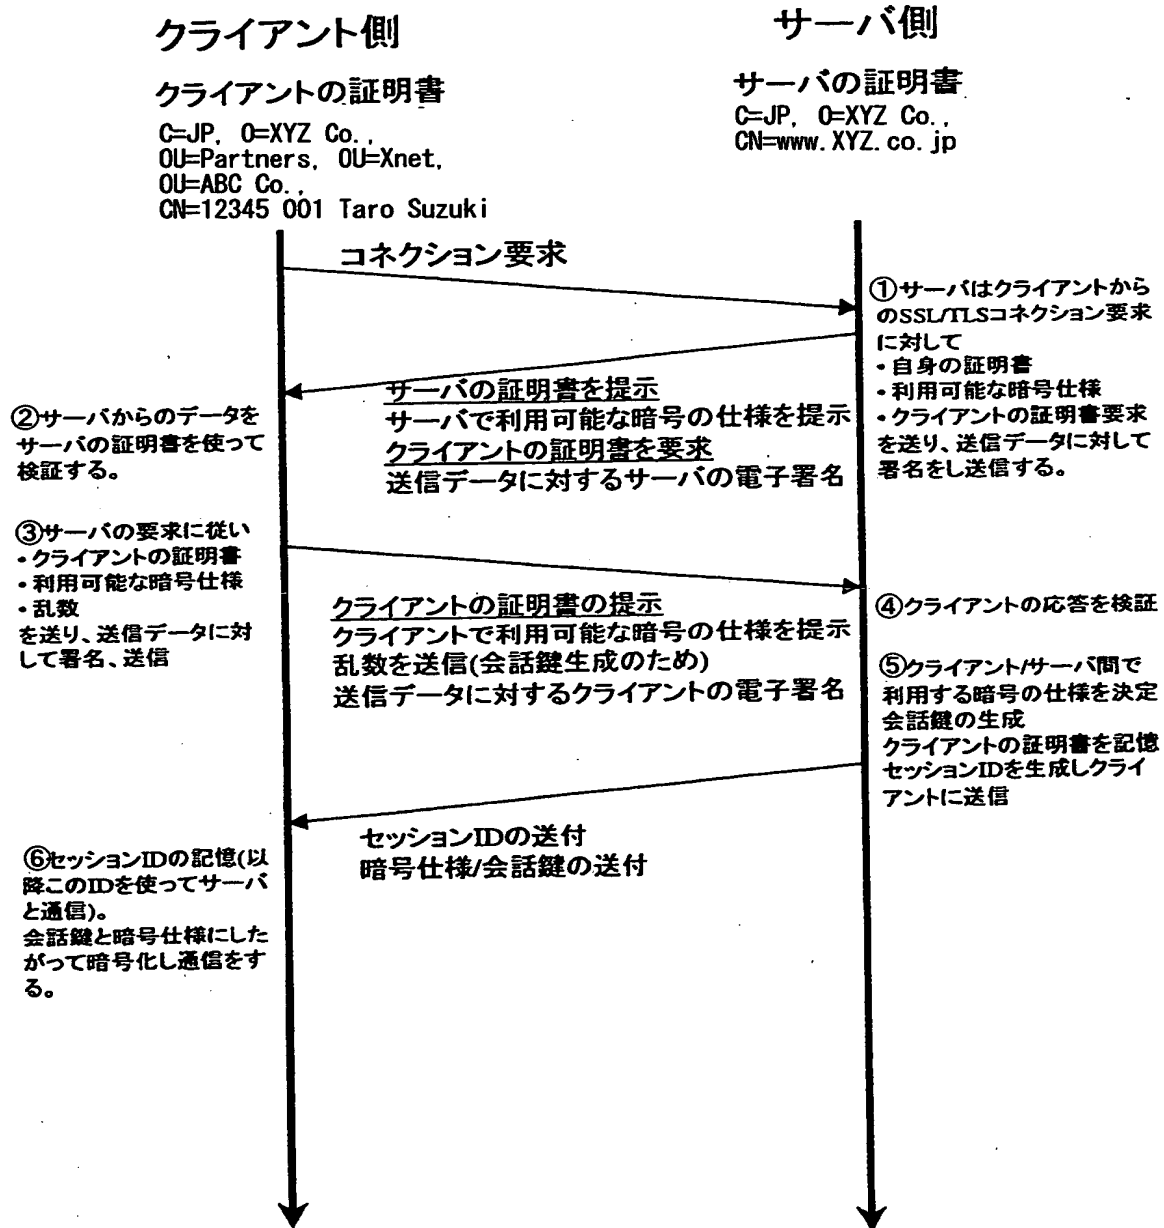 クライアント側
サーバ側
クライアントの証明書
C=JP, O=XYZ Co.,
OU=Partners, OU=Xnet,
OU=ABC Co.,
CN=12345 001 Taro Suzuki
サーバの証明書
C=JP, O=XYZ Co.,
CN=www.XYZ.co.jp
コネクション要求
①サーバはクライアントから
のSSL/TLSコネクション要求
に対して
・自身の証明書
・利用可能な暗号仕様
・クライアントの証明書要求
を送り、送信データに対して
署名をし送信する。
サーバの証明書を提示
サーバで利用可能な暗号の仕様を提示
クライアントの証明書を要求
送信データに対するサーバの電子署名
②サーバからのデータを
サーバの証明書を使って
検証する。
③サーバの要求に従い
・クライアントの証明書
・利用可能な暗号仕様
・乱数
を送り、送信データに対
して署名、送信
クライアントの証明書の提示
クライアントで利用可能な暗号の仕様を提示
乱数を送信(会話鍵生成のため)
送信データに対するクライアントの電子署名
④クライアントの応答を検証
⑤クライアント/サーバ間で
利用する暗号の仕様を決定
会話鍵の生成
クライアントの証明書を記憶
セッションIDを生成しクライ
アントに送信
セッションIDの送付
暗号仕様/会話鍵の送付
⑥セッションIDの記憶(以
降このIDを使ってサーバ
と通信)。
会話鍵と暗号仕様にした
がって暗号化し通信をす
る。